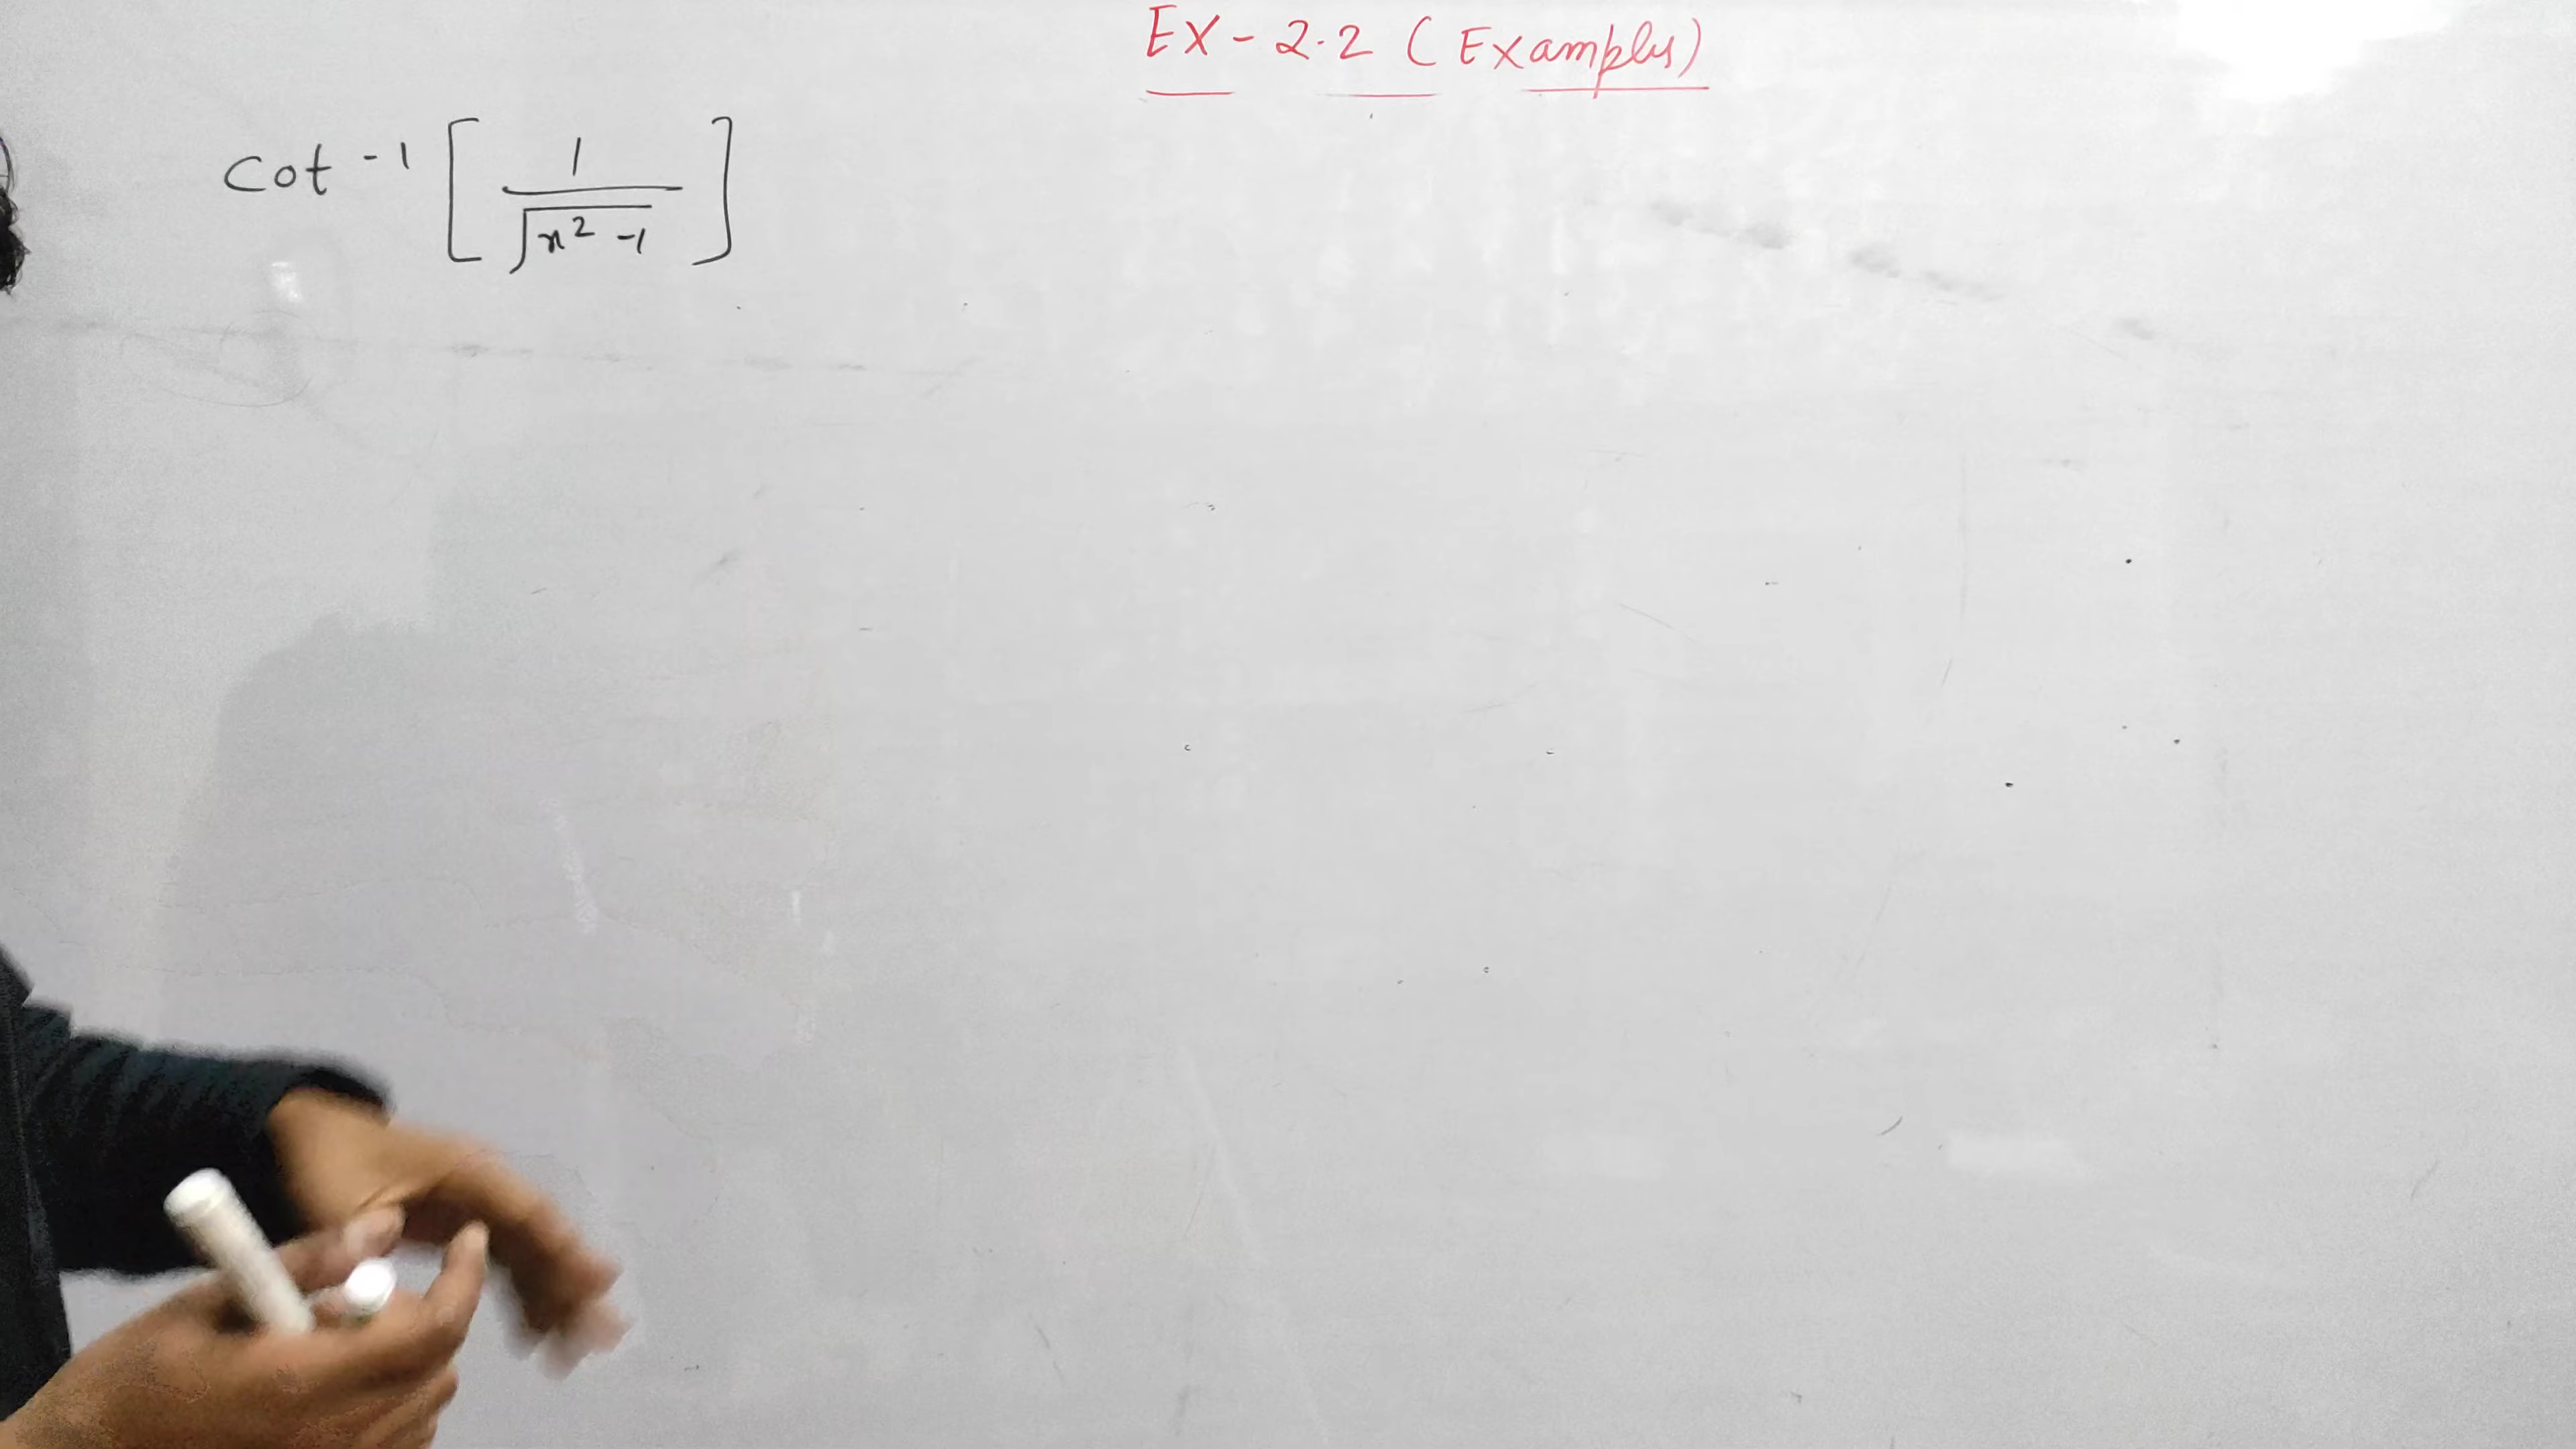 EX - 2.2 (Examples)
cot⁻¹ [ 1 / √(x² - 1) ]